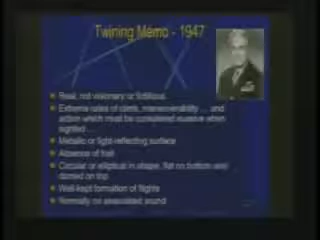 Twining Memo - 1947
Real, not visionary or fictitious
Extreme rates of climb, maneuverability ... and
action which must be considered evasive when
sighted ...
Metallic or light-reflecting surface
Absence of trail
Circular or elliptical in shape, flat on bottom and
domed on top
Well-kept formation of flights
Normally no associated sound